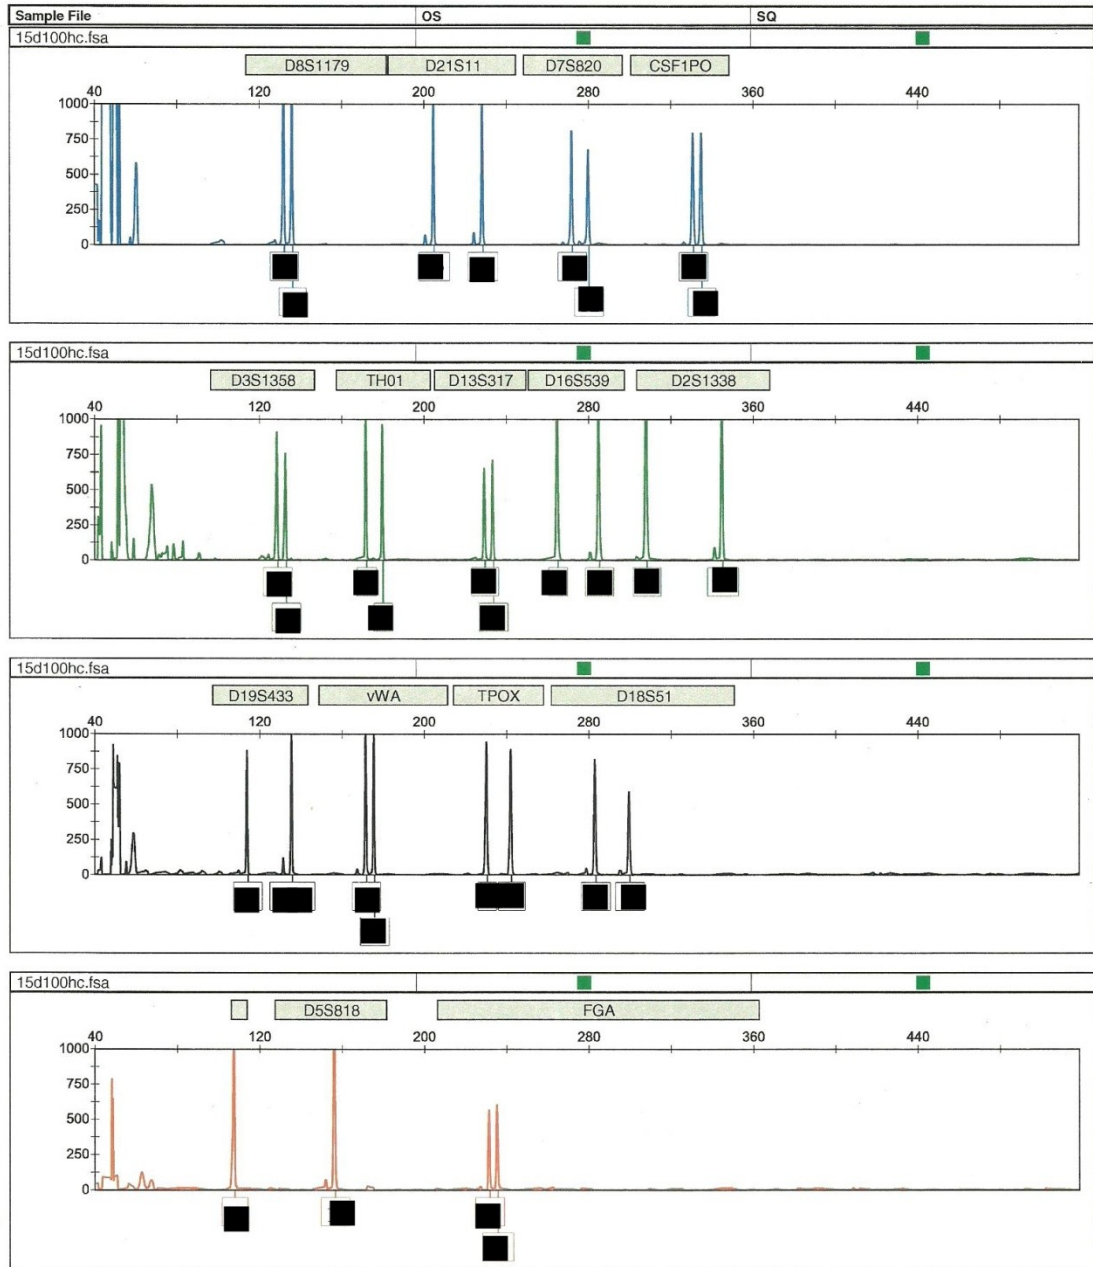 Sample File OS SQ
15d100hc.fsa
D8S1179 D21S11 D7S820 CSF1PO
40 120 200 280 360 440
1000
750
500
250
0
15d100hc.fsa
D3S1358 TH01 D13S317 D16S539 D2S1338
40 120 200 280 360 440
1000
750
500
250
0
15d100hc.fsa
D19S433 vWA TPOX D18S51
40 120 200 280 360 440
1000
750
500
250
0
15d100hc.fsa
D5S818 FGA
40 120 200 280 360 440
1000
750
500
250
0